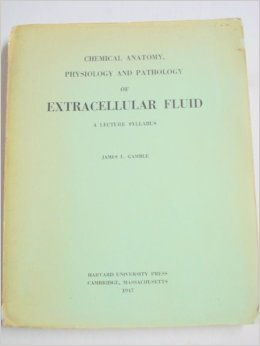 CHEMICAL ANATOMY,
PHYSIOLOGY AND PATHOLOGY
OF
EXTRACELLULAR FLUID
A LECTURE SYLLABUS
JAMES L. GAMBLE
HARVARD UNIVERSITY PRESS
CAMBRIDGE, MASSACHUSETTS
1947